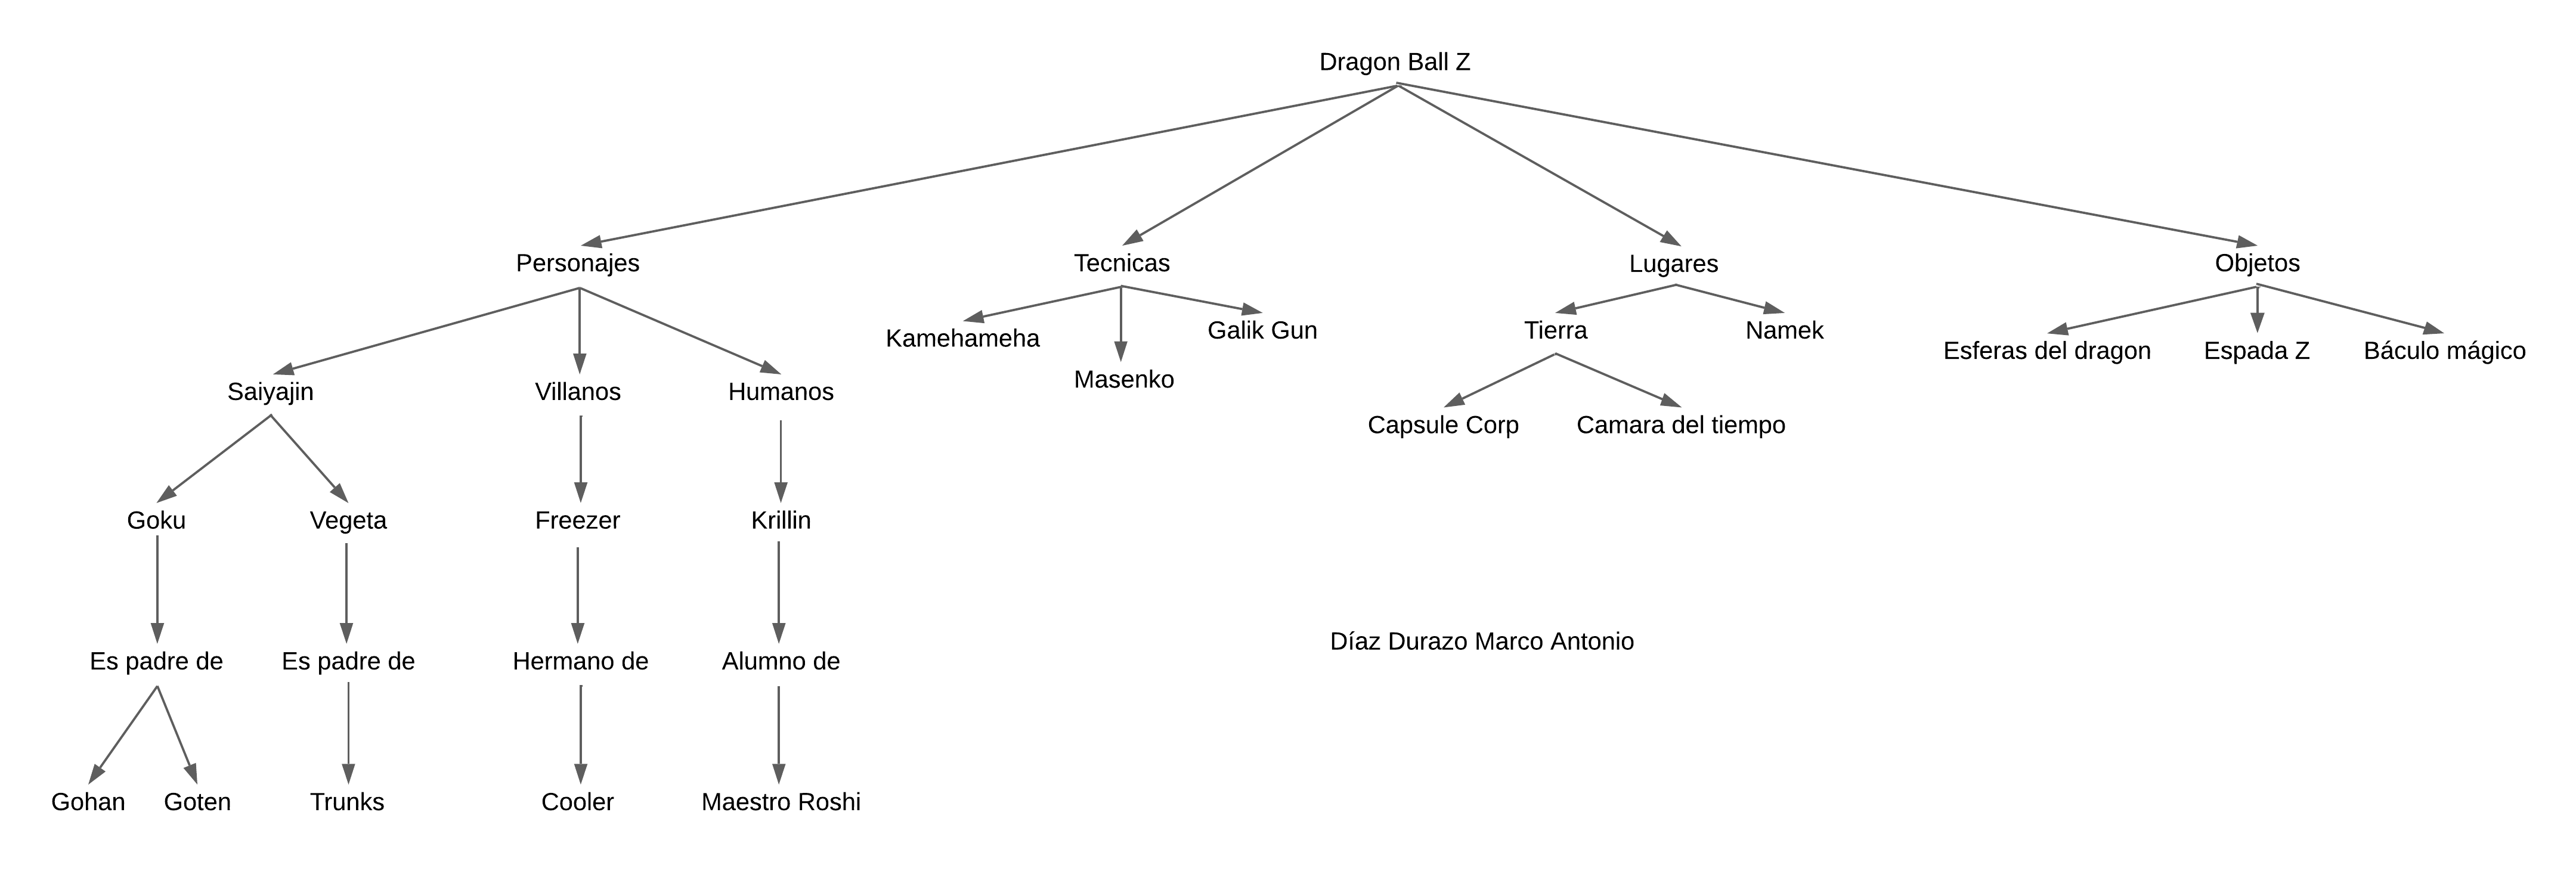 Dragon Ball Z
Personajes
Tecnicas
Lugares
Objetos
Kamehameha
Masenko
Galik Gun
Tierra
Namek
Esferas del dragon
Espada Z
Báculo mágico
Saiyajin
Villanos
Humanos
Capsule Corp
Camara del tiempo
Goku
Vegeta
Freezer
Krillin
Es padre de
Es padre de
Hermano de
Alumno de
Díaz Durazo Marco Antonio
Gohan
Goten
Trunks
Cooler
Maestro Roshi